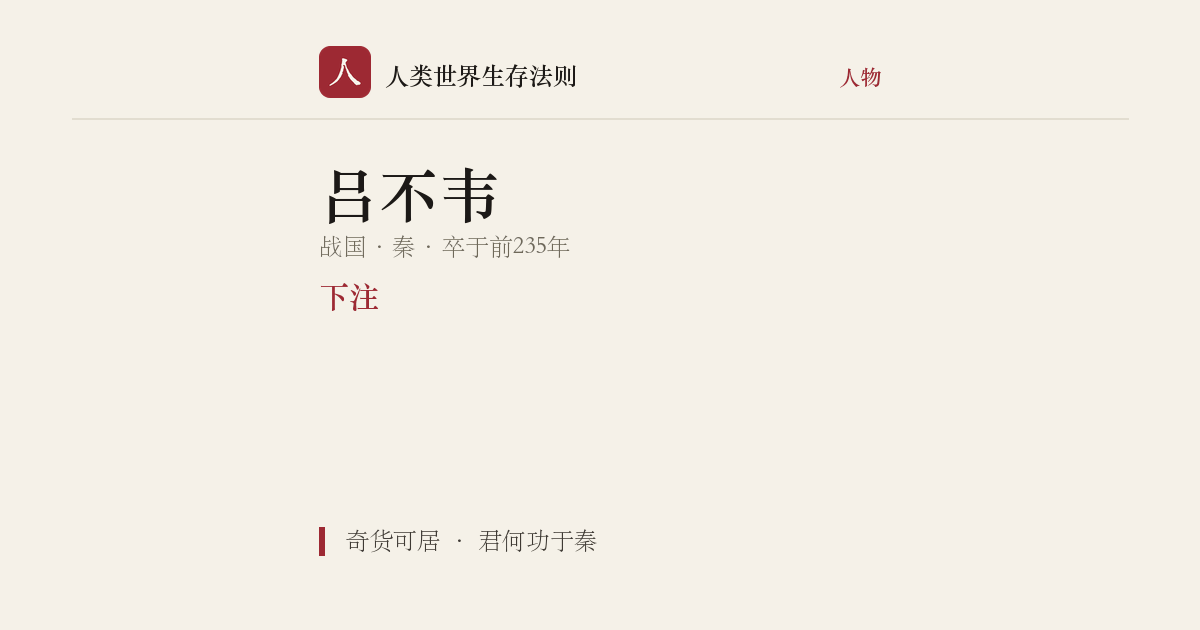 人 人类世界生存法则 人物
吕不韦
战国 · 秦 · 卒于前235年
下注
奇货可居 · 君何功于秦